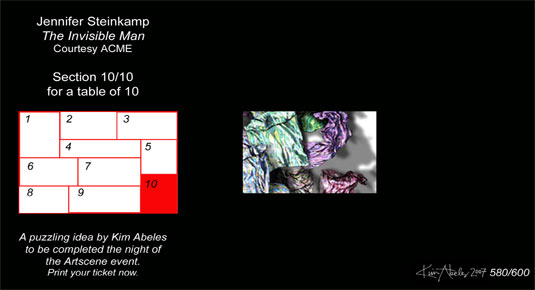 Jennifer Steinkamp
The Invisible Man
Courtesy ACME
Section 10/10
for a table of 10
1
2
3
4
5
6
7
8
9
10
A puzzling idea by Kim Abeles
to be completed the night of
the Artscene event.
Print your ticket now.
Kim Abeles 2007 580/600